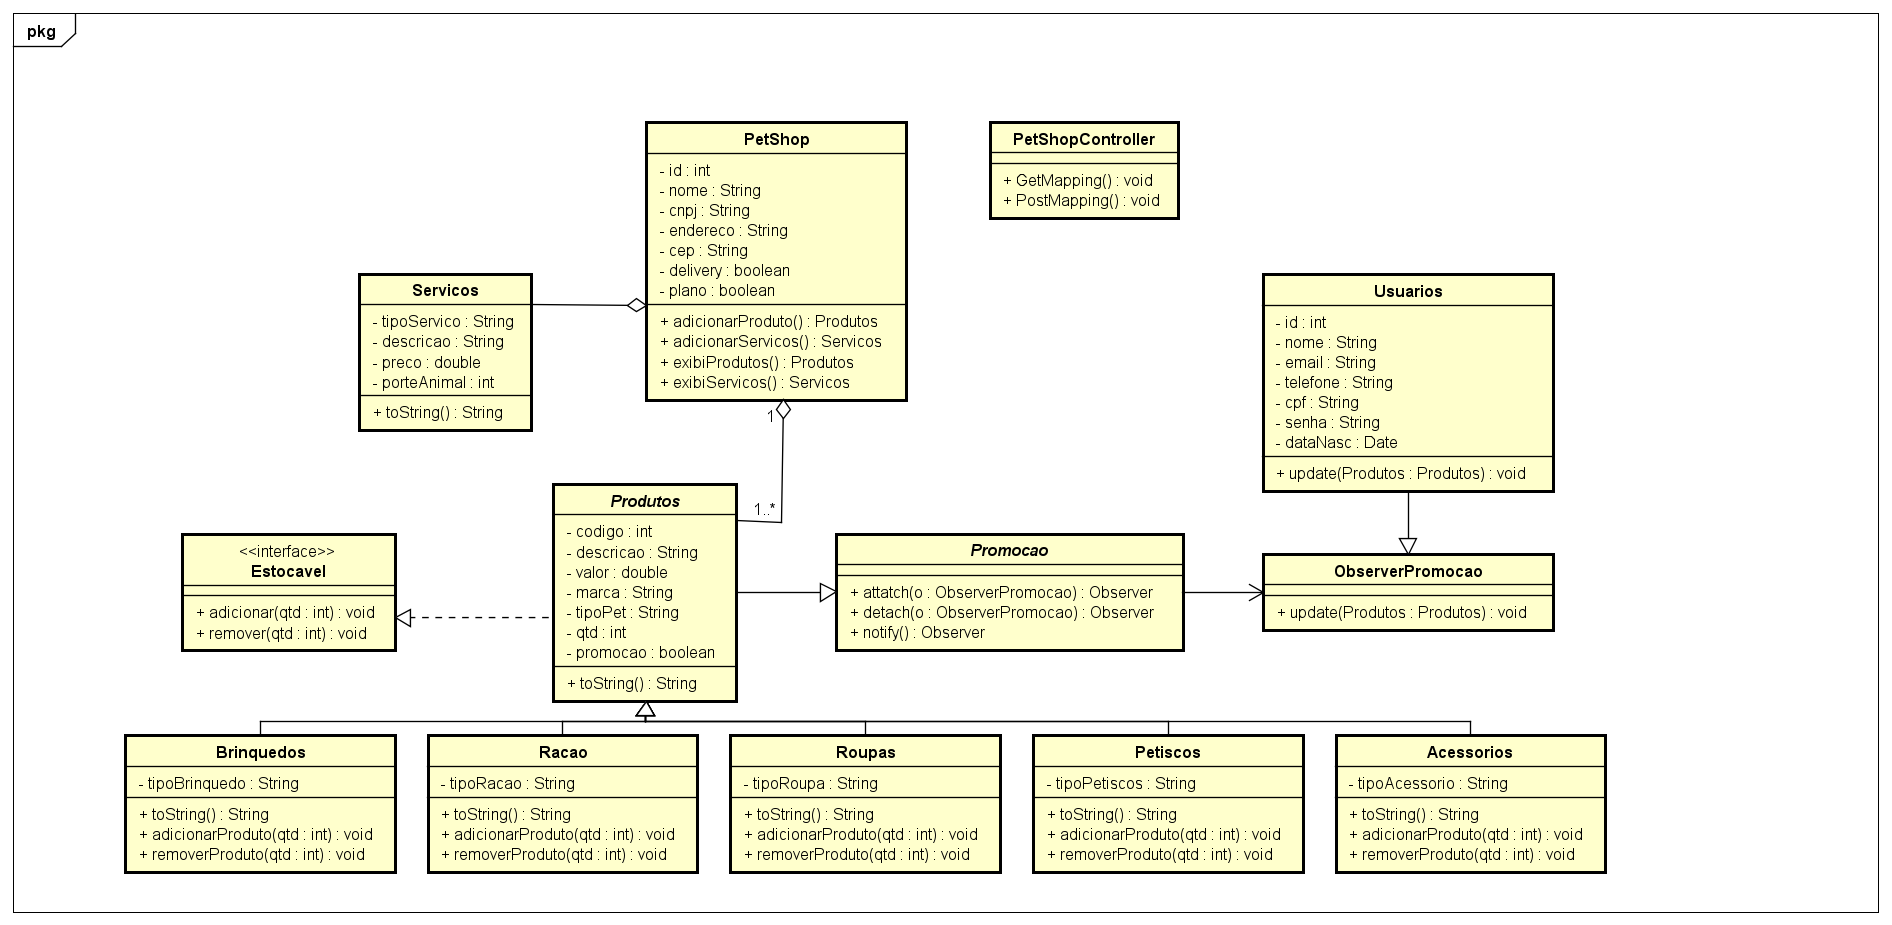 pkg
PetShop
- id : int
- nome : String
- cnpj : String
- endereco : String
- cep : String
- delivery : boolean
- plano : boolean
+ adicionarProduto() : Produtos
+ adicionarServicos() : Servicos
+ exibiProdutos() : Produtos
+ exibiServicos() : Servicos
PetShopController
+ GetMapping() : void
+ PostMapping() : void
Servicos
- tipoServico : String
- descricao : String
- preco : double
- porteAnimal : int
+ toString() : String
Usuarios
- id : int
- nome : String
- email : String
- telefone : String
- cpf : String
- senha : String
- dataNasc : Date
+ update(Produtos : Produtos) : void
1
1..*
Produtos
- codigo : int
- descricao : String
- valor : double
- marca : String
- tipoPet : String
- qtd : int
- promocao : boolean
+ toString() : String
<<interface>>
Estocavel
+ adicionar(qtd : int) : void
+ remover(qtd : int) : void
Promocao
+ attatch(o : ObserverPromocao) : Observer
+ detach(o : ObserverPromocao) : Observer
+ notify() : Observer
ObserverPromocao
+ update(Produtos : Produtos) : void
Brinquedos
- tipoBrinquedo : String
+ toString() : String
+ adicionarProduto(qtd : int) : void
+ removerProduto(qtd : int) : void
Racao
- tipoRacao : String
+ toString() : String
+ adicionarProduto(qtd : int) : void
+ removerProduto(qtd : int) : void
Roupas
- tipoRoupa : String
+ toString() : String
+ adicionarProduto(qtd : int) : void
+ removerProduto(qtd : int) : void
Petiscos
- tipoPetiscos : String
+ toString() : String
+ adicionarProduto(qtd : int) : void
+ removerProduto(qtd : int) : void
Acessorios
- tipoAcessorio : String
+ toString() : String
+ adicionarProduto(qtd : int) : void
+ removerProduto(qtd : int) : void